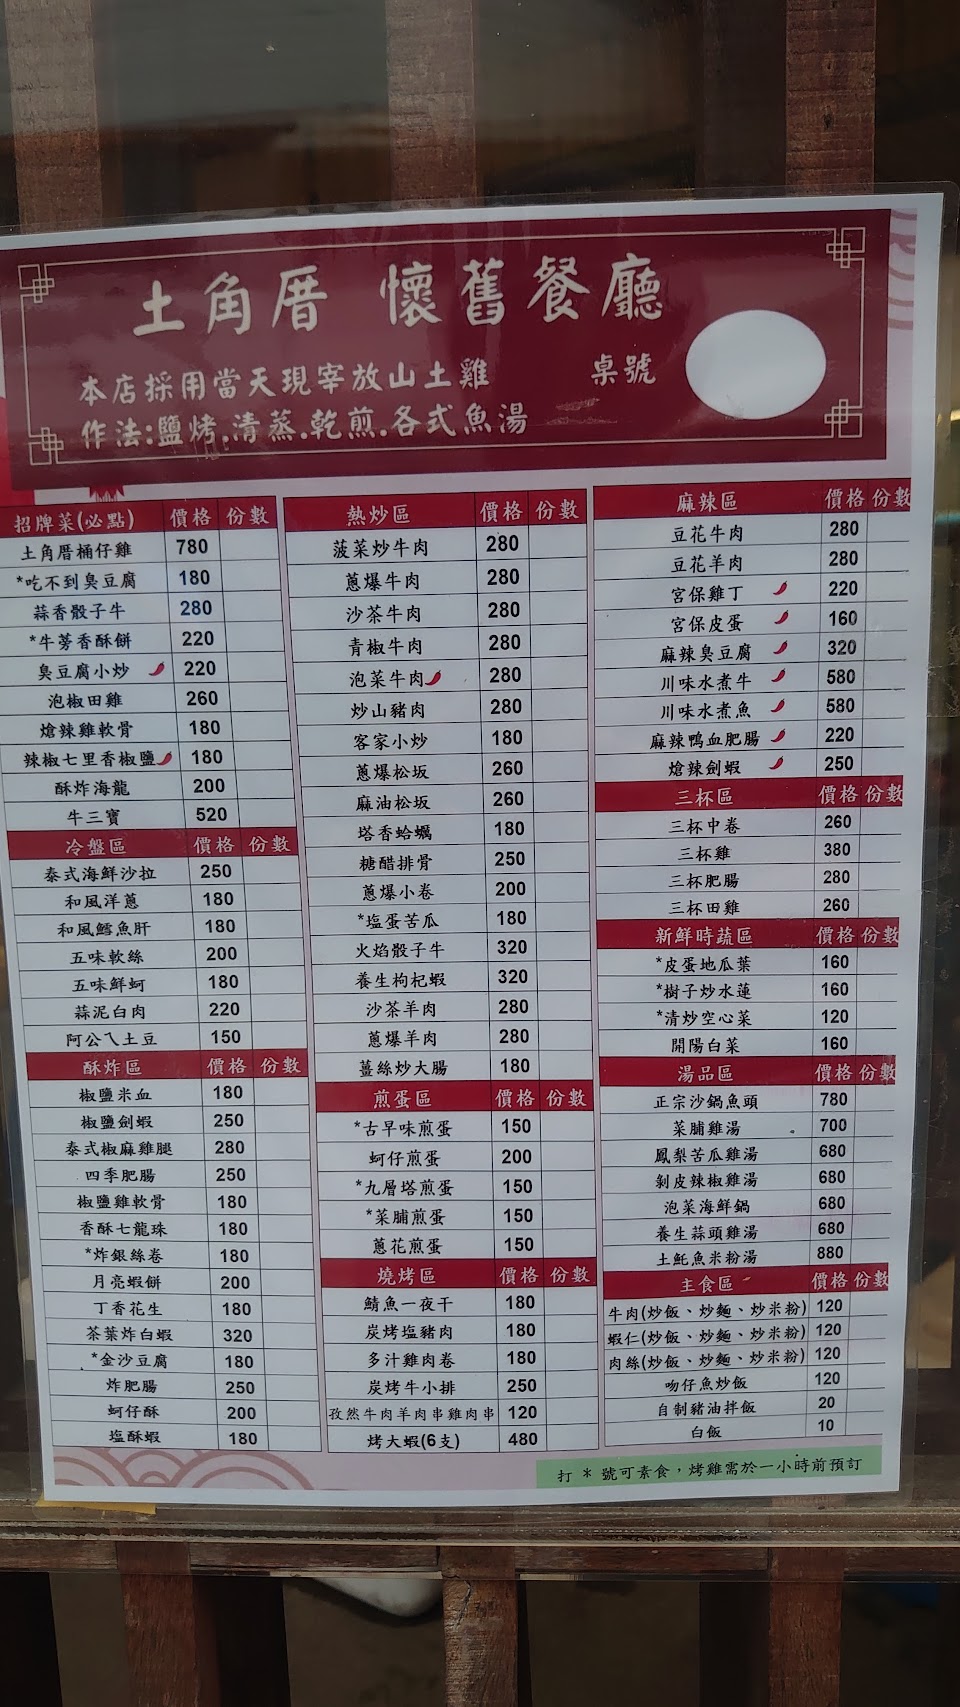 土角厝 懷舊餐廳
本店採用當天現宰放山土雞 桌號
作法:鹽烤.清蒸.乾煎.各式魚湯
招牌菜(必點) 價格 份數
土角厝桶仔雞 780
*吃不到臭豆腐 180
蒜香骰子牛 280
*牛蒡香酥餅 220
臭豆腐小炒 220
泡椒田雞 260
熗辣雞軟骨 180
辣椒七里香椒鹽 180
酥炸海龍 200
牛三寶 520
冷盤區 價格 份數
泰式海鮮沙拉 250
和風洋蔥 180
和風鱈魚肝 180
五味軟絲 200
五味鮮蚵 180
蒜泥白肉 220
阿公ㄟ土豆 150
酥炸區 價格 份數
椒鹽米血 180
椒鹽劍蝦 250
泰式椒麻雞腿 280
四季肥腸 250
椒鹽雞軟骨 180
香酥七龍珠 180
*炸銀絲卷 180
月亮蝦餅 200
丁香花生 180
茶葉炸白蝦 320
*金沙豆腐 180
炸肥腸 250
蚵仔酥 200
塩酥蝦 180
熱炒區 價格 份數
菠菜炒牛肉 280
蔥爆牛肉 280
沙茶牛肉 280
青椒牛肉 280
泡菜牛肉 280
炒山豬肉 280
客家小炒 180
蔥爆松坂 260
麻油松坂 260
塔香蛤蠣 180
糖醋排骨 250
蔥爆小卷 200
*塩蛋苦瓜 180
火焰骰子牛 320
養生枸杞蝦 320
沙茶羊肉 280
蔥爆羊肉 280
薑絲炒大腸 180
煎蛋區 價格 份數
*古早味煎蛋 150
蚵仔煎蛋 200
*九層塔煎蛋 150
*菜脯煎蛋 150
蔥花煎蛋 150
燒烤區 價格 份數
鯖魚一夜干 180
炭烤塩豬肉 180
多汁雞肉卷 180
炭烤牛小排 250
孜然牛肉羊肉串雞肉串 120
烤大蝦(6支) 480
麻辣區 價格 份數
豆花牛肉 280
豆花羊肉 280
宮保雞丁 220
宮保皮蛋 160
麻辣臭豆腐 320
川味水煮牛 580
川味水煮魚 580
麻辣鴨血肥腸 220
熗辣劍蝦 250
三杯區 價格 份數
三杯中卷 260
三杯雞 380
三杯肥腸 280
三杯田雞 260
新鮮時蔬區 價格 份數
*皮蛋地瓜葉 160
*樹子炒水蓮 160
*清炒空心菜 120
開陽白菜 160
湯品區 價格 份數
正宗沙鍋魚頭 780
菜脯雞湯 700
鳳梨苦瓜雞湯 680
剝皮辣椒雞湯 680
泡菜海鮮鍋 680
養生蒜頭雞湯 680
土魠魚米粉湯 880
主食區 價格 份數
牛肉(炒飯、炒麵、炒米粉) 120
蝦仁(炒飯、炒麵、炒米粉) 120
肉絲(炒飯、炒麵、炒米粉) 120
吻仔魚炒飯 120
自制豬油拌飯 20
白飯 10
打 * 號可素食，烤雞需於一小時前預訂